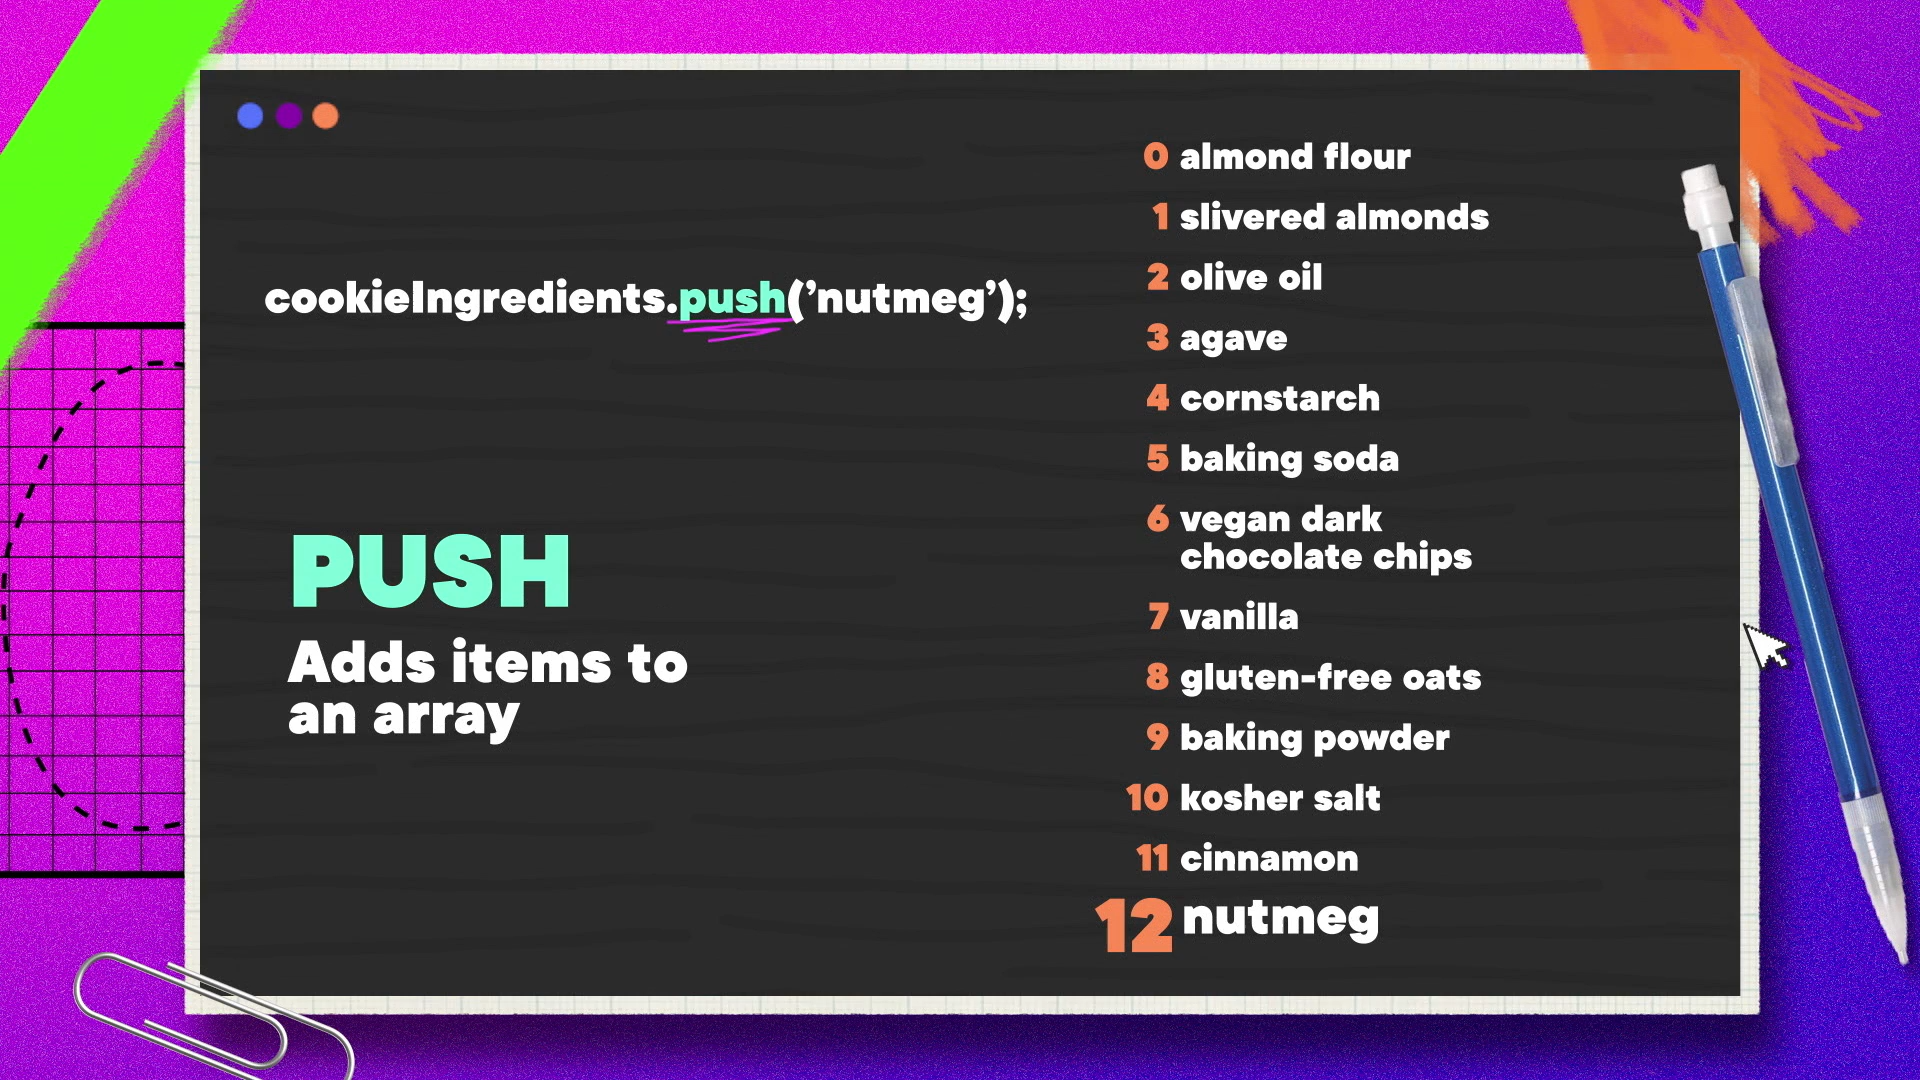 cookieIngredients.push(’nutmeg’);
PUSH
Adds items to
an array
0 almond flour
1 slivered almonds
2 olive oil
3 agave
4 cornstarch
5 baking soda
6 vegan dark
chocolate chips
7 vanilla
8 gluten-free oats
9 baking powder
10 kosher salt
11 cinnamon
12 nutmeg